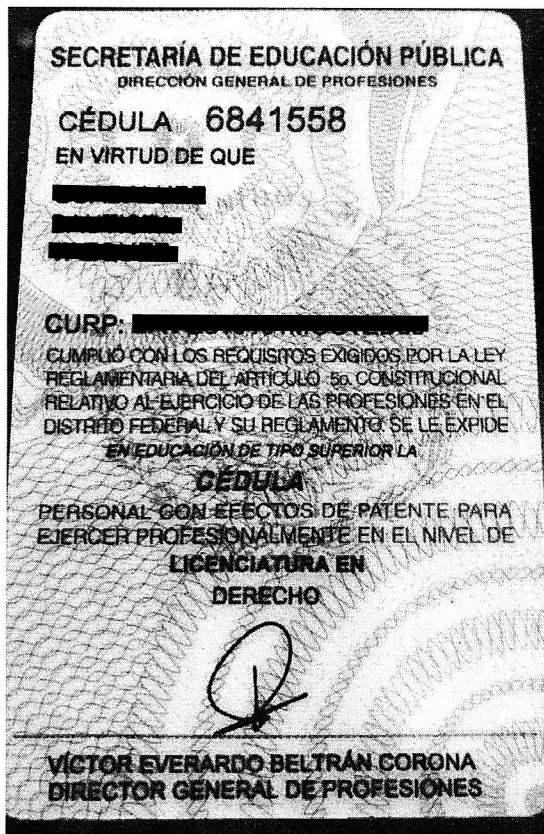 SECRETARÍA DE EDUCACIÓN PÚBLICA
DIRECCIÓN GENERAL DE PROFESIONES
CÉDULA 6841558
EN VIRTUD DE QUE
CURP:
CUMPLIÓ CON LOS REQUISITOS EXIGIDOS POR LA LEY
REGLAMENTARIA DEL ARTÍCULO 5o. CONSTITUCIONAL
RELATIVO AL EJERCICIO DE LAS PROFESIONES EN EL
DISTRITO FEDERAL Y SU REGLAMENTO SE LE EXPIDE
EN EDUCACIÓN DE TIPO SUPERIOR LA
CÉDULA
PERSONAL CON EFECTOS DE PATENTE PARA
EJERCER PROFESIONALMENTE EN EL NIVEL DE
LICENCIATURA EN
DERECHO
VÍCTOR EVERARDO BELTRÁN CORONA
DIRECTOR GENERAL DE PROFESIONES